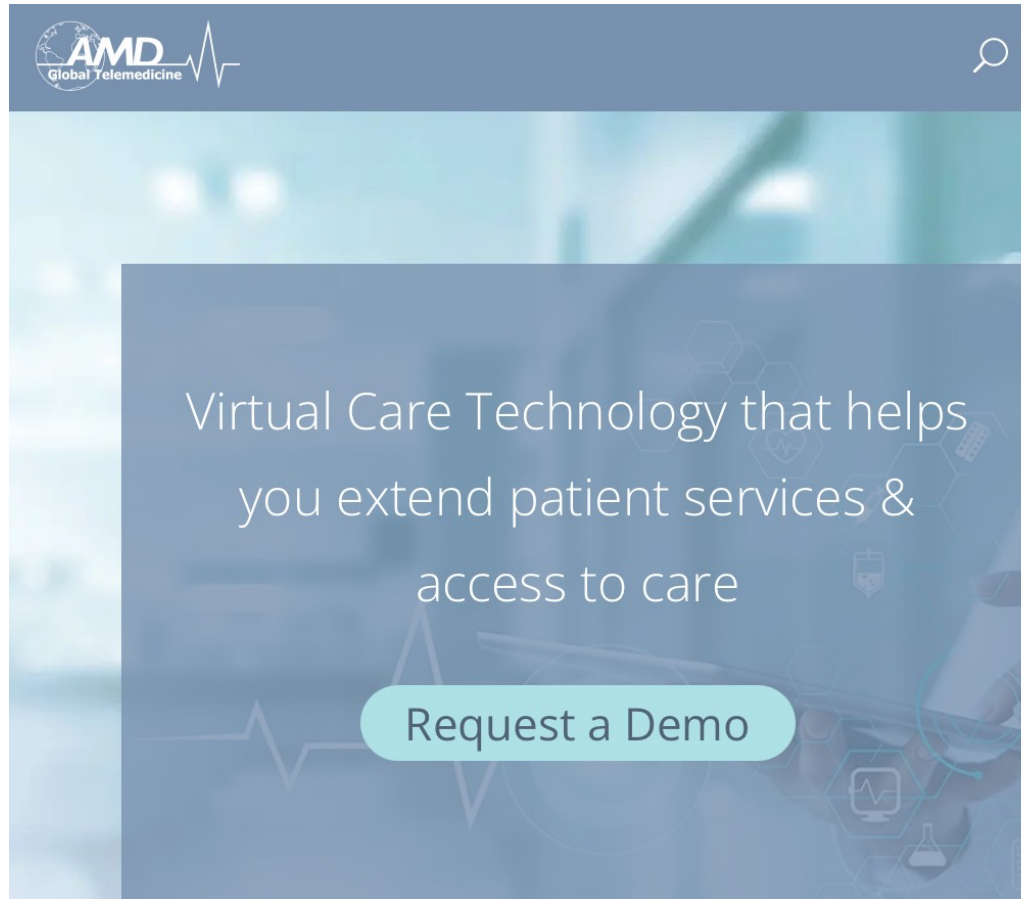 AMD
Global Telemedicine
Virtual Care Technology that helps
you extend patient services &
access to care
Request a Demo